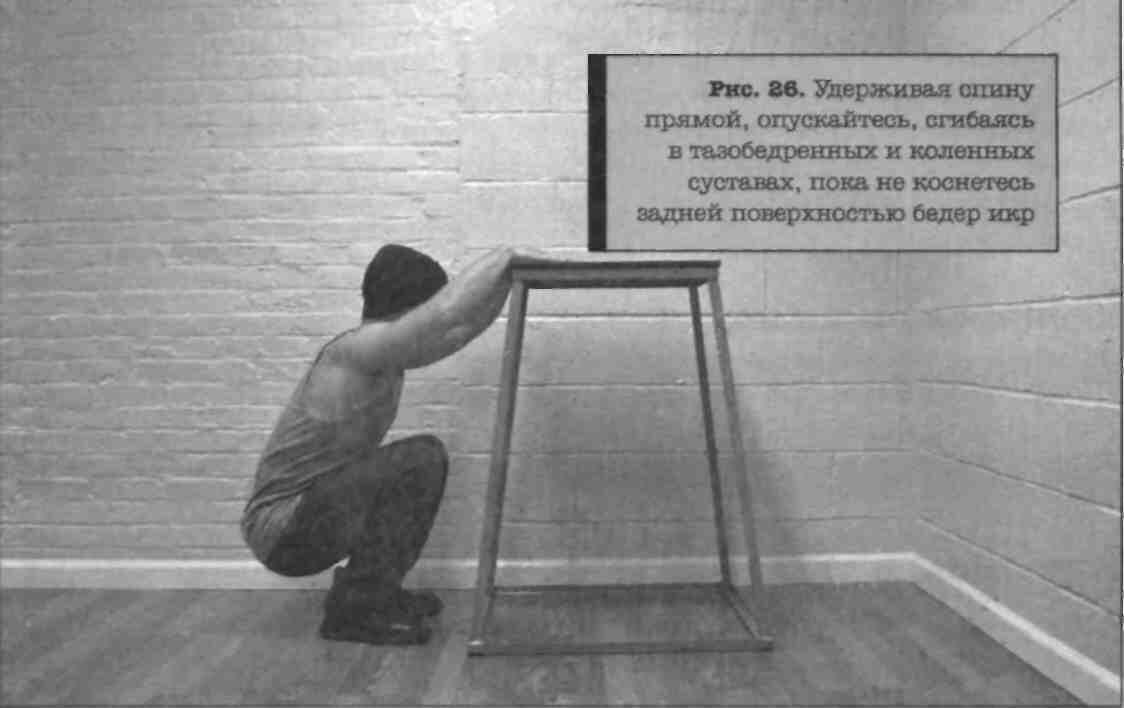 Рис. 26. Удерживая спину
прямой, опускайтесь, сгибаясь
в тазобедренных и коленных
суставах, пока не коснетесь
задней поверхностью бедер икр